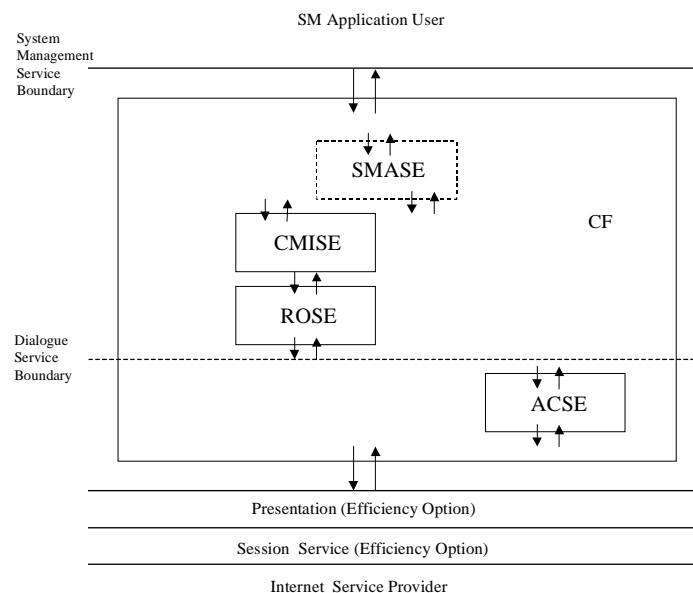 SM Application User
System
Management
Service
Boundary
SMASE
CF
CMISE
ROSE
Dialogue
Service
Boundary
ACSE
Presentation (Efficiency Option)
Session Service (Efficiency Option)
Internet Service Provider